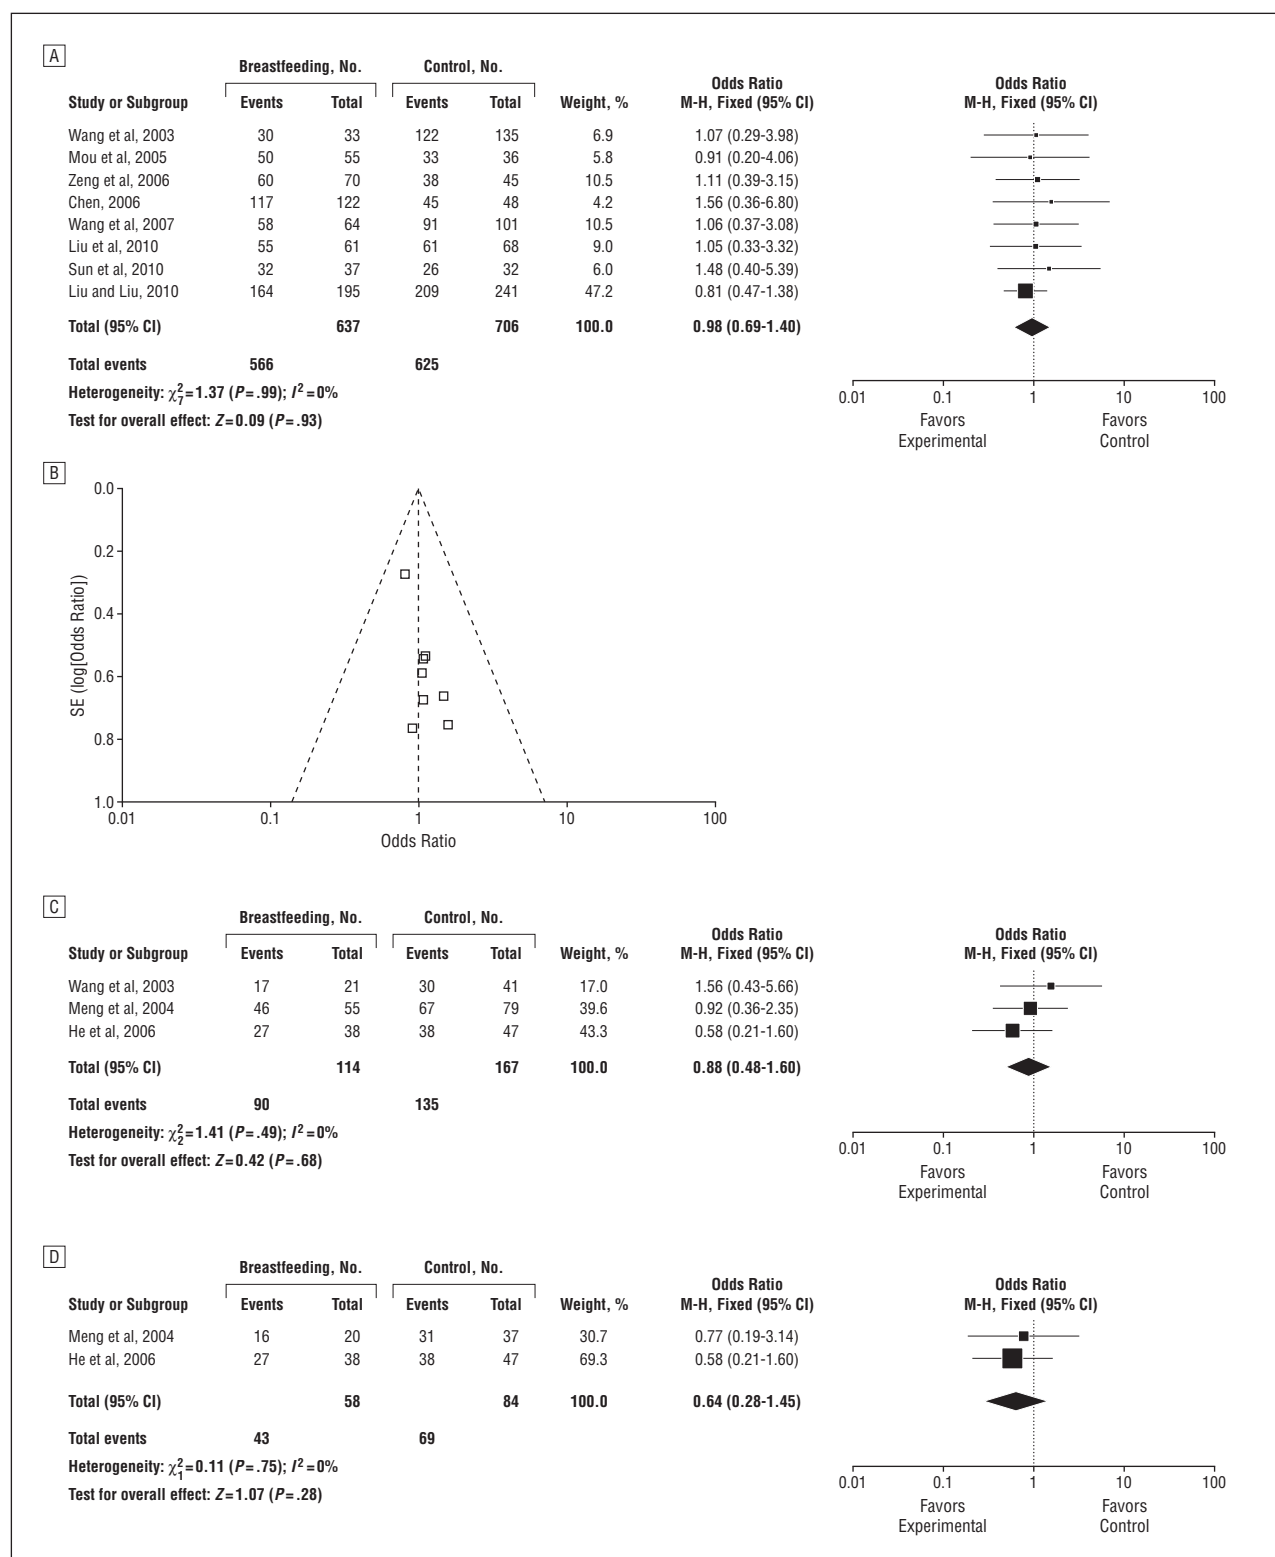 A
Breastfeeding, No. Control, No.
Odds Ratio Odds Ratio
Study or Subgroup Events Total Events Total Weight, % M-H, Fixed (95% CI) M-H, Fixed (95% CI)
Wang et al, 2003 30 33 122 135 6.9 1.07 (0.29-3.98)
Mou et al, 2005 50 55 33 36 5.8 0.91 (0.20-4.06)
Zeng et al, 2006 60 70 38 45 10.5 1.11 (0.39-3.15)
Chen, 2006 117 122 45 48 4.2 1.56 (0.36-6.80)
Wang et al, 2007 58 64 91 101 10.5 1.06 (0.37-3.08)
Liu et al, 2010 55 61 61 68 9.0 1.05 (0.33-3.32)
Sun et al, 2010 32 37 26 32 6.0 1.48 (0.40-5.39)
Liu and Liu, 2010 164 195 209 241 47.2 0.81 (0.47-1.38)
Total (95% CI) 637 706 100.0 0.98 (0.69-1.40)
Total events 566 625
Heterogeneity: χ²₇=1.37 (P=.99); I²=0%
Test for overall effect: Z=0.09 (P=.93)
0.01 0.1 1 10 100
Favors Favors
Experimental Control
B
0.0
0.2
0.4
0.6
0.8
1.0
SE (log[Odds Ratio])
0.01 0.1 1 10 100
Odds Ratio
C
Breastfeeding, No. Control, No.
Odds Ratio Odds Ratio
Study or Subgroup Events Total Events Total Weight, % M-H, Fixed (95% CI) M-H, Fixed (95% CI)
Wang et al, 2003 17 21 30 41 17.0 1.56 (0.43-5.66)
Meng et al, 2004 46 55 67 79 39.6 0.92 (0.36-2.35)
He et al, 2006 27 38 38 47 43.3 0.58 (0.21-1.60)
Total (95% CI) 114 167 100.0 0.88 (0.48-1.60)
Total events 90 135
Heterogeneity: χ²₂=1.41 (P=.49); I²=0%
Test for overall effect: Z=0.42 (P=.68)
0.01 0.1 1 10 100
Favors Favors
Experimental Control
D
Breastfeeding, No. Control, No.
Odds Ratio Odds Ratio
Study or Subgroup Events Total Events Total Weight, % M-H, Fixed (95% CI) M-H, Fixed (95% CI)
Meng et al, 2004 16 20 31 37 30.7 0.77 (0.19-3.14)
He et al, 2006 27 38 38 47 69.3 0.58 (0.21-1.60)
Total (95% CI) 58 84 100.0 0.64 (0.28-1.45)
Total events 43 69
Heterogeneity: χ²₁=0.11 (P=.75); I²=0%
Test for overall effect: Z=1.07 (P=.28)
0.01 0.1 1 10 100
Favors Favors
Experimental Control